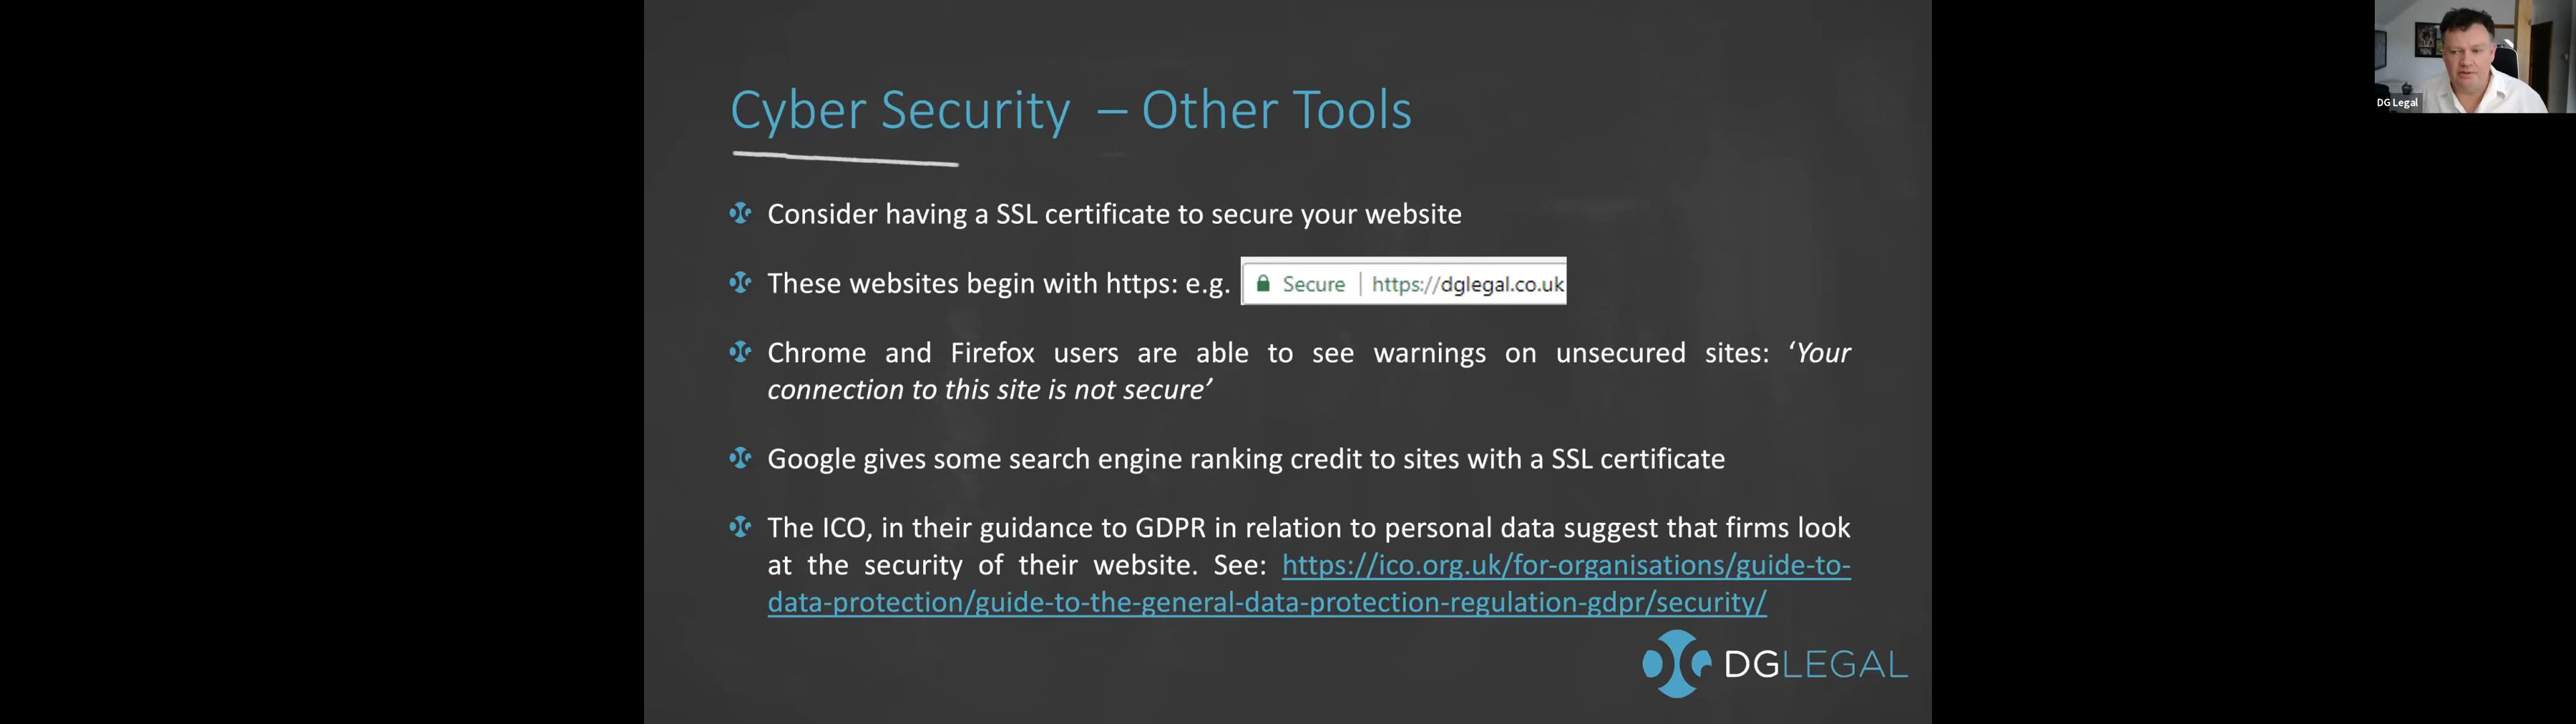 Cyber Security – Other Tools
Consider having a SSL certificate to secure your website
These websites begin with https: e.g. Secure | https://dglegal.co.uk
Chrome and Firefox users are able to see warnings on unsecured sites: ‘Your
connection to this site is not secure’
Google gives some search engine ranking credit to sites with a SSL certificate
The ICO, in their guidance to GDPR in relation to personal data suggest that firms look
at the security of their website. See: https://ico.org.uk/for-organisations/guide-to-
data-protection/guide-to-the-general-data-protection-regulation-gdpr/security/
DGLEGAL
DG Legal